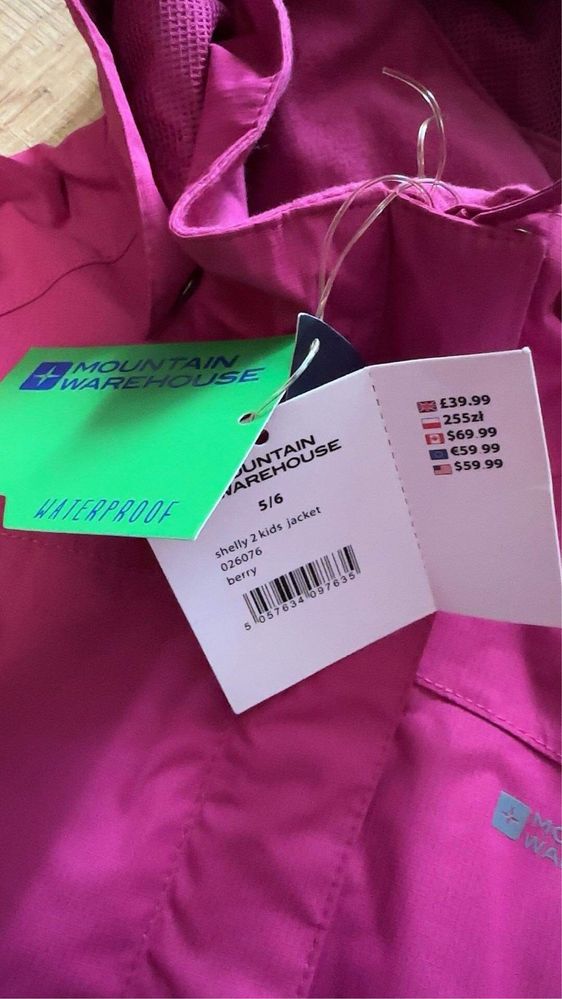 MOUNTAIN
WAREHOUSE
WATERPROOF
MOUNTAIN
WAREHOUSE
5/6
shelly 2 kids jacket
026076
berry
5 057634 097635
£39.99
255zł
$69.99
€59.99
$59.99